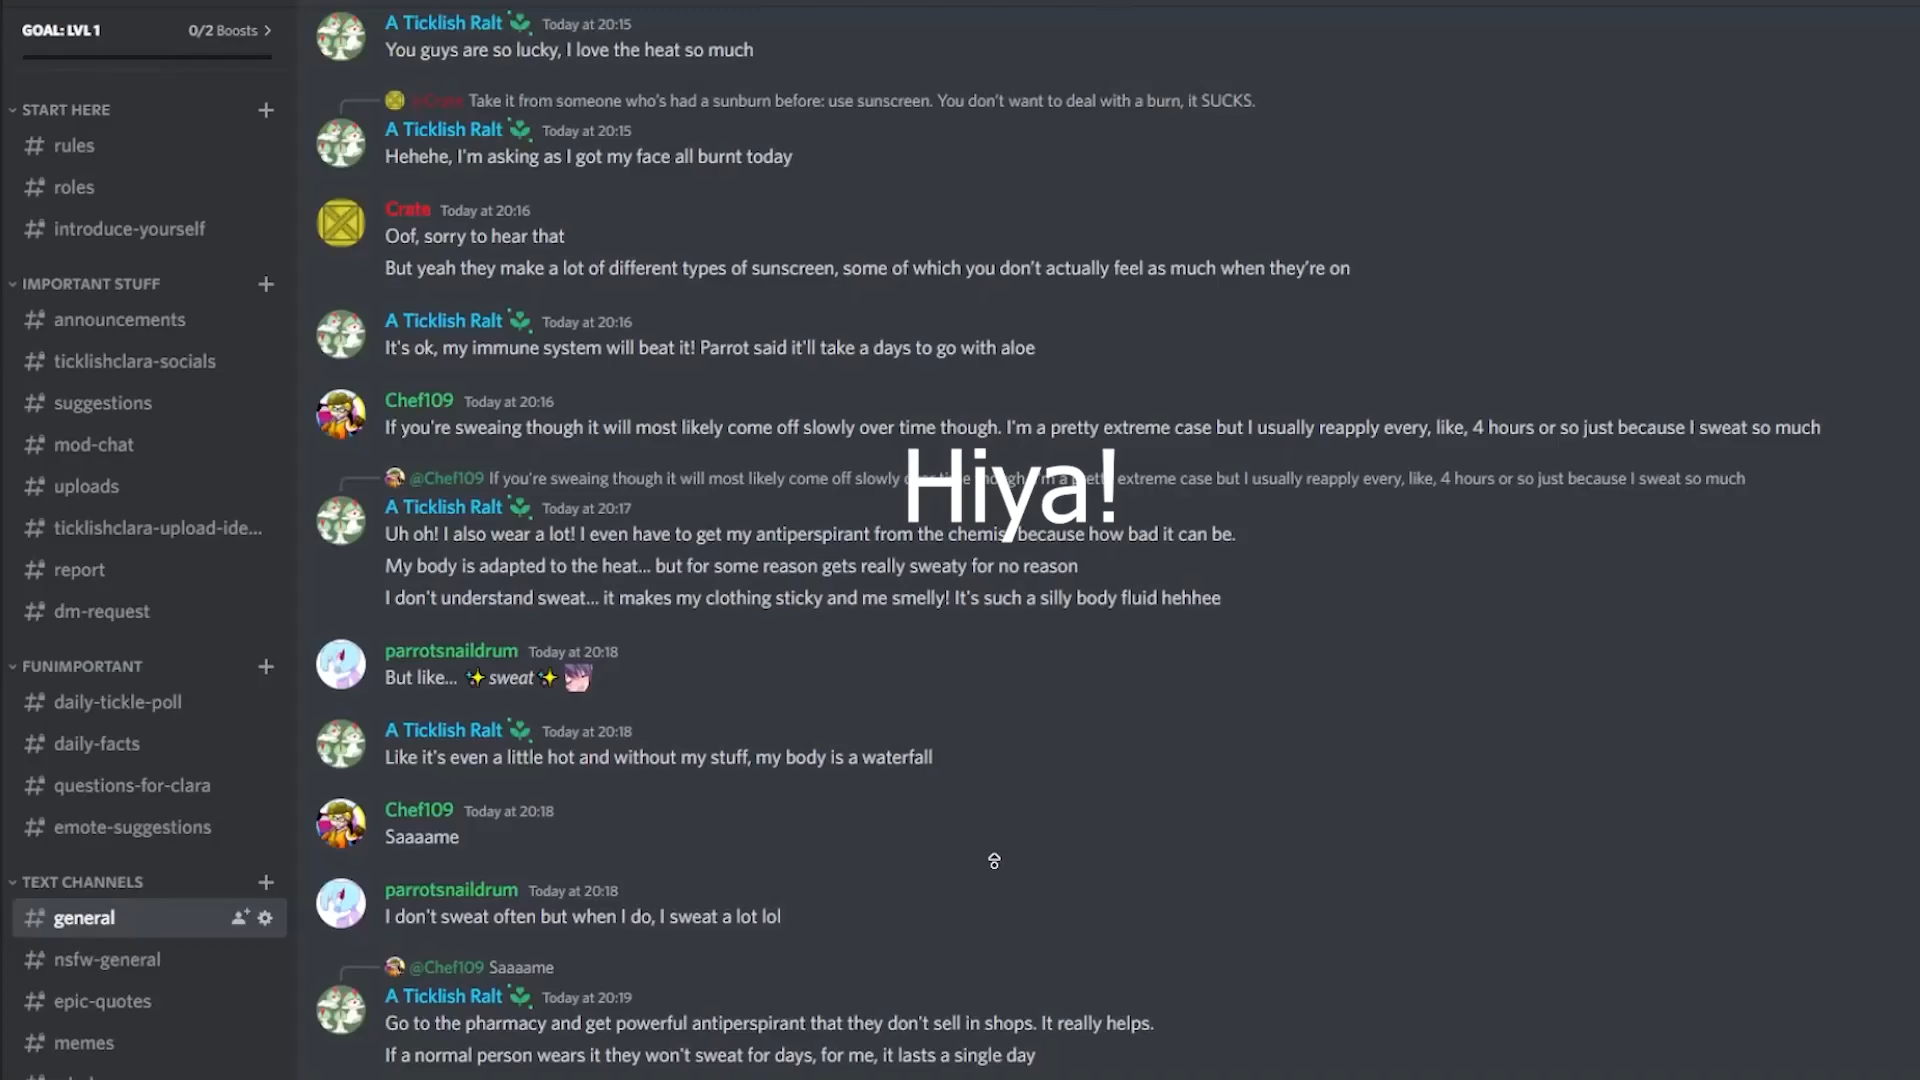 GOAL: LVL 1
0/2 Boosts
START HERE
rules
roles
introduce-yourself
IMPORTANT STUFF
announcements
ticklishclara-socials
suggestions
mod-chat
uploads
ticklishclara-upload-ide...
report
dm-request
FUNIMPORTANT
daily-tickle-poll
daily-facts
questions-for-clara
emote-suggestions
TEXT CHANNELS
general
nsfw-general
epic-quotes
memes
A Ticklish Ralt Today at 20:15
You guys are so lucky, I love the heat so much
Crate Take it from someone who's had a sunburn before: use sunscreen. You don't want to deal with a burn, it SUCKS.
A Ticklish Ralt Today at 20:15
Hehehe, I'm asking as I got my face all burnt today
Crate Today at 20:16
Oof, sorry to hear that
But yeah they make a lot of different types of sunscreen, some of which you don't actually feel as much when they're on
A Ticklish Ralt Today at 20:16
It's ok, my immune system will beat it! Parrot said it'll take a days to go with aloe
Chef109 Today at 20:16
If you're sweaing though it will most likely come off slowly over time though. I'm a pretty extreme case but I usually reapply every, like, 4 hours or so just because I sweat so much
@Chef109 If you're sweaing though it will most likely come off slowly extreme case but I usually reapply every, like, 4 hours or so just because I sweat so much
Hiya!
A Ticklish Ralt Today at 20:17
Uh oh! I also wear a lot! I even have to get my antiperspirant from the because how bad it can be.
My body is adapted to the heat... but for some reason gets really sweaty for no reason
I don't understand sweat... it makes my clothing sticky and me smelly! It's such a silly body fluid hehhee
parrotsnaildrum Today at 20:18
But like... ✨ sweat ✨
A Ticklish Ralt Today at 20:18
Like it's even a little hot and without my stuff, my body is a waterfall
Chef109 Today at 20:18
Saaaame
parrotsnaildrum Today at 20:18
I don't sweat often but when I do, I sweat a lot lol
@Chef109 Saaaame
A Ticklish Ralt Today at 20:19
Go to the pharmacy and get powerful antiperspirant that they don't sell in shops. It really helps.
If a normal person wears it they won't sweat for days, for me, it lasts a single day